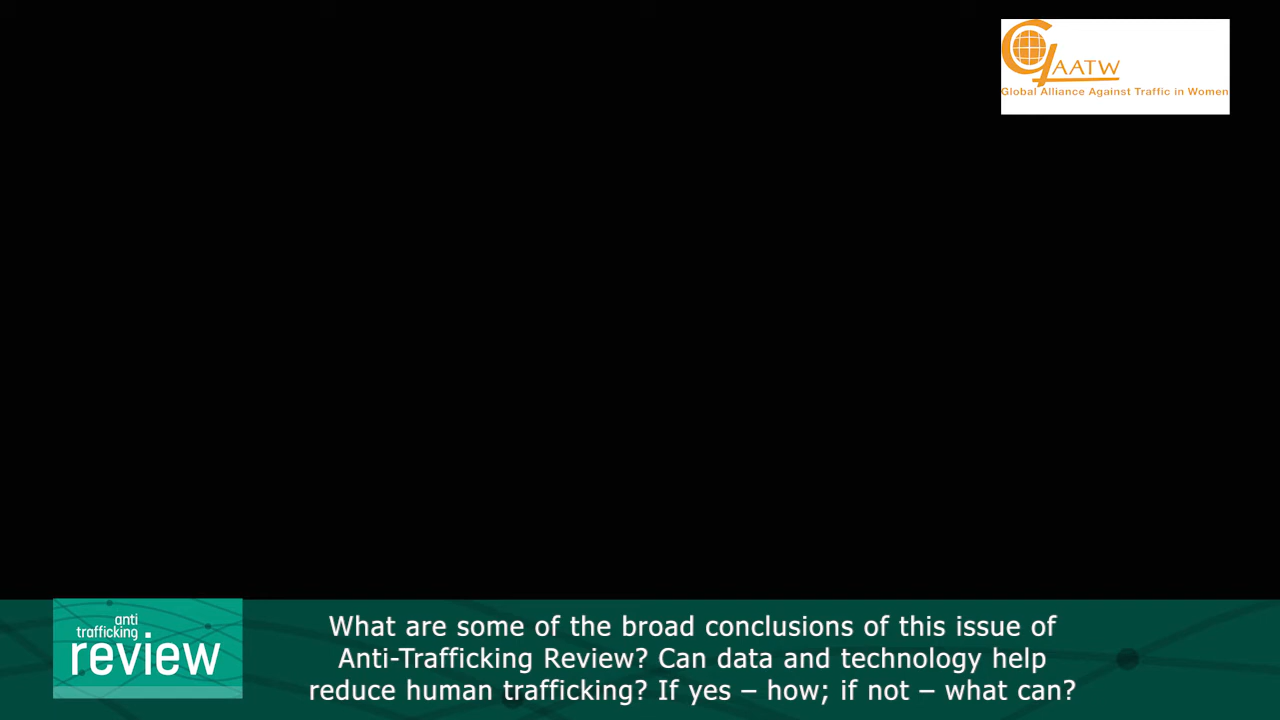 GAATW
Global Alliance Against Traffic in Women
anti
trafficking
review
What are some of the broad conclusions of this issue of
Anti-Trafficking Review? Can data and technology help
reduce human trafficking? If yes – how; if not – what can?